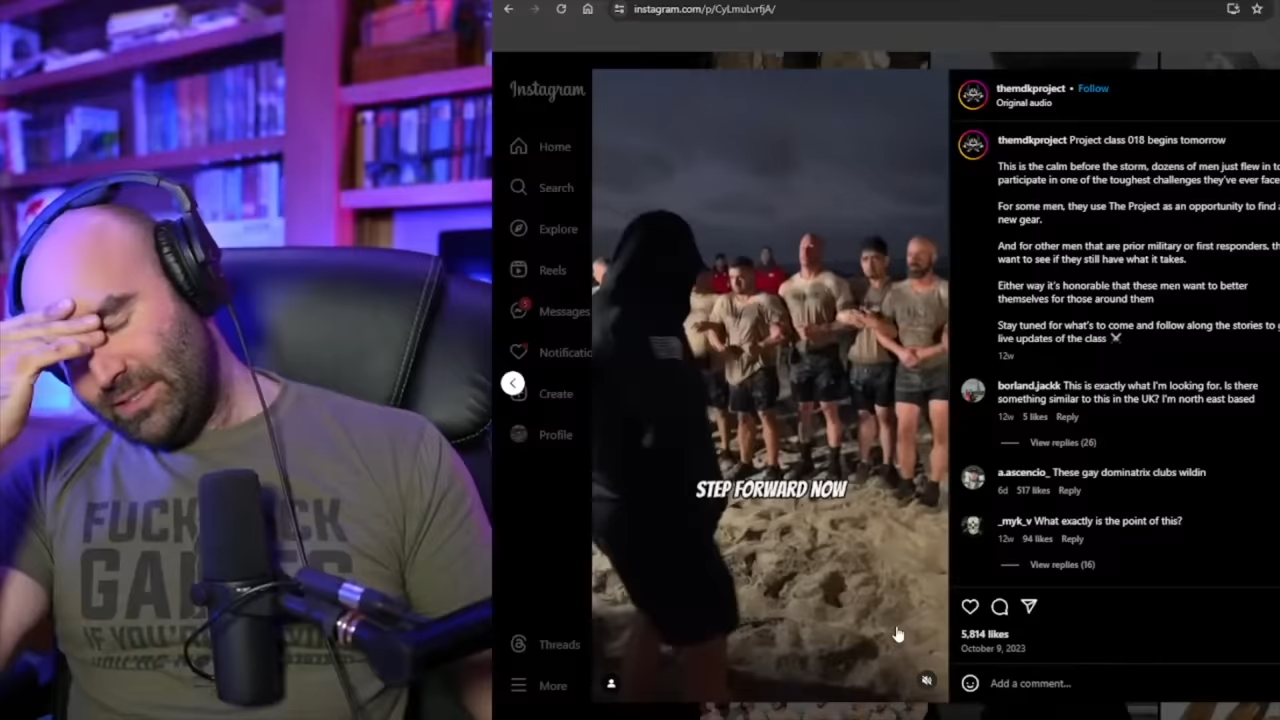 instagram.com/p/CyLmuLvrfjA/
Instagram
Home
Search
Explore
Reels
Messages
Notificatio
Create
Profile
Threads
More
STEP FORWARD NOW
themdkproject • Follow
Original audio
themdkproject Project class 018 begins tomorrow
This is the calm before the storm, dozens of men just flew in to
participate in one of the toughest challenges they've ever face
For some men, they use The Project as an opportunity to find a
new gear.
And for other men that are prior military or first responders, th
want to see if they still have what it takes.
Either way it's honorable that these men want to better
themselves for those around them
Stay tuned for what's to come and follow along the stories to g
live updates of the class
12w
borland.jackk This is exactly what I'm looking for. Is there
something similar to this in the UK? I'm north east based
12w 5 likes Reply
View replies (26)
a.ascencio_ These gay dominatrix clubs wildin
6d 517 likes Reply
_myk_v What exactly is the point of this?
12w 94 likes Reply
View replies (16)
5,814 likes
October 9, 2023
Add a comment...
FUCK
GA
IF YOU'